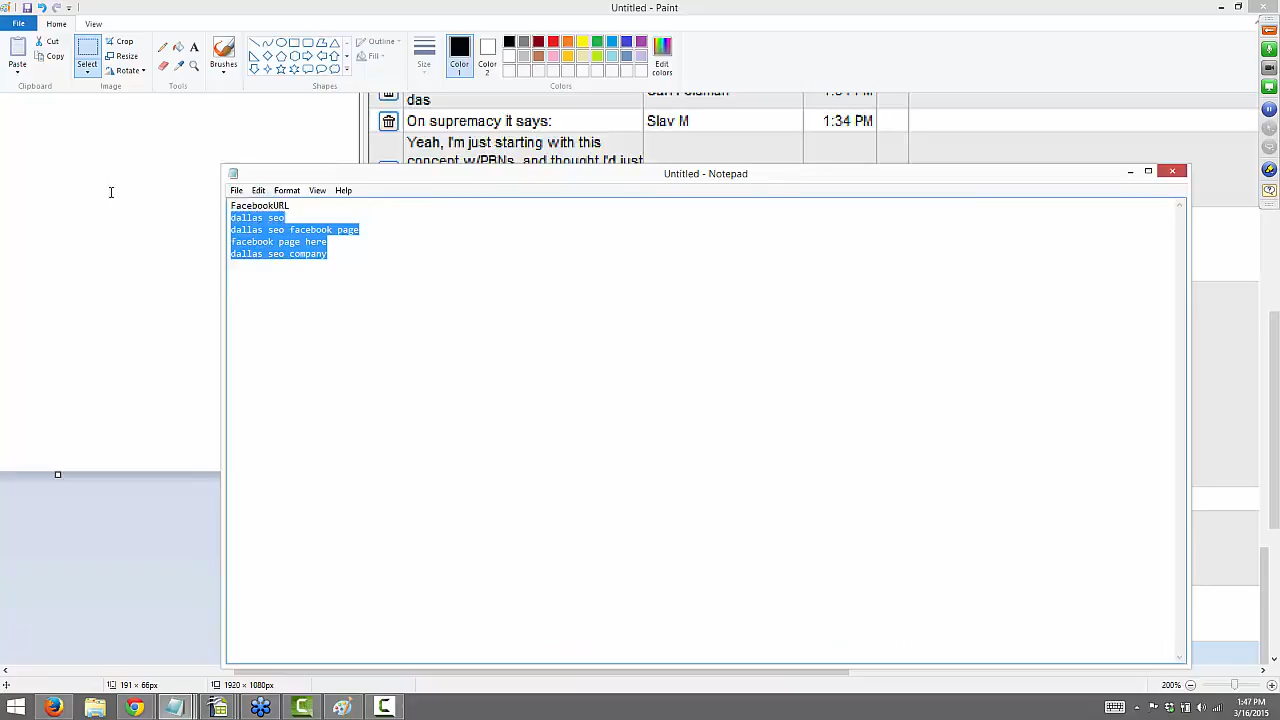 Untitled - Paint
File Home View
Paste
Cut
Copy
Clipboard
Select
Crop
Resize
Rotate
Image
A
Tools
Brushes
Shapes
Outline
Fill
Size
Color 1
Color 2
Edit colors
Colors
das
On supremacy it says: Slav M 1:34 PM
Yeah, I'm just starting with this
concept w/PBNs, and thought I'd just
Untitled - Notepad
File Edit Format View Help
FacebookURL
dallas seo
dallas seo facebook page
facebook page here
dallas seo company
191 × 66px
1920 × 1080px
200%
1:47 PM
3/16/2015